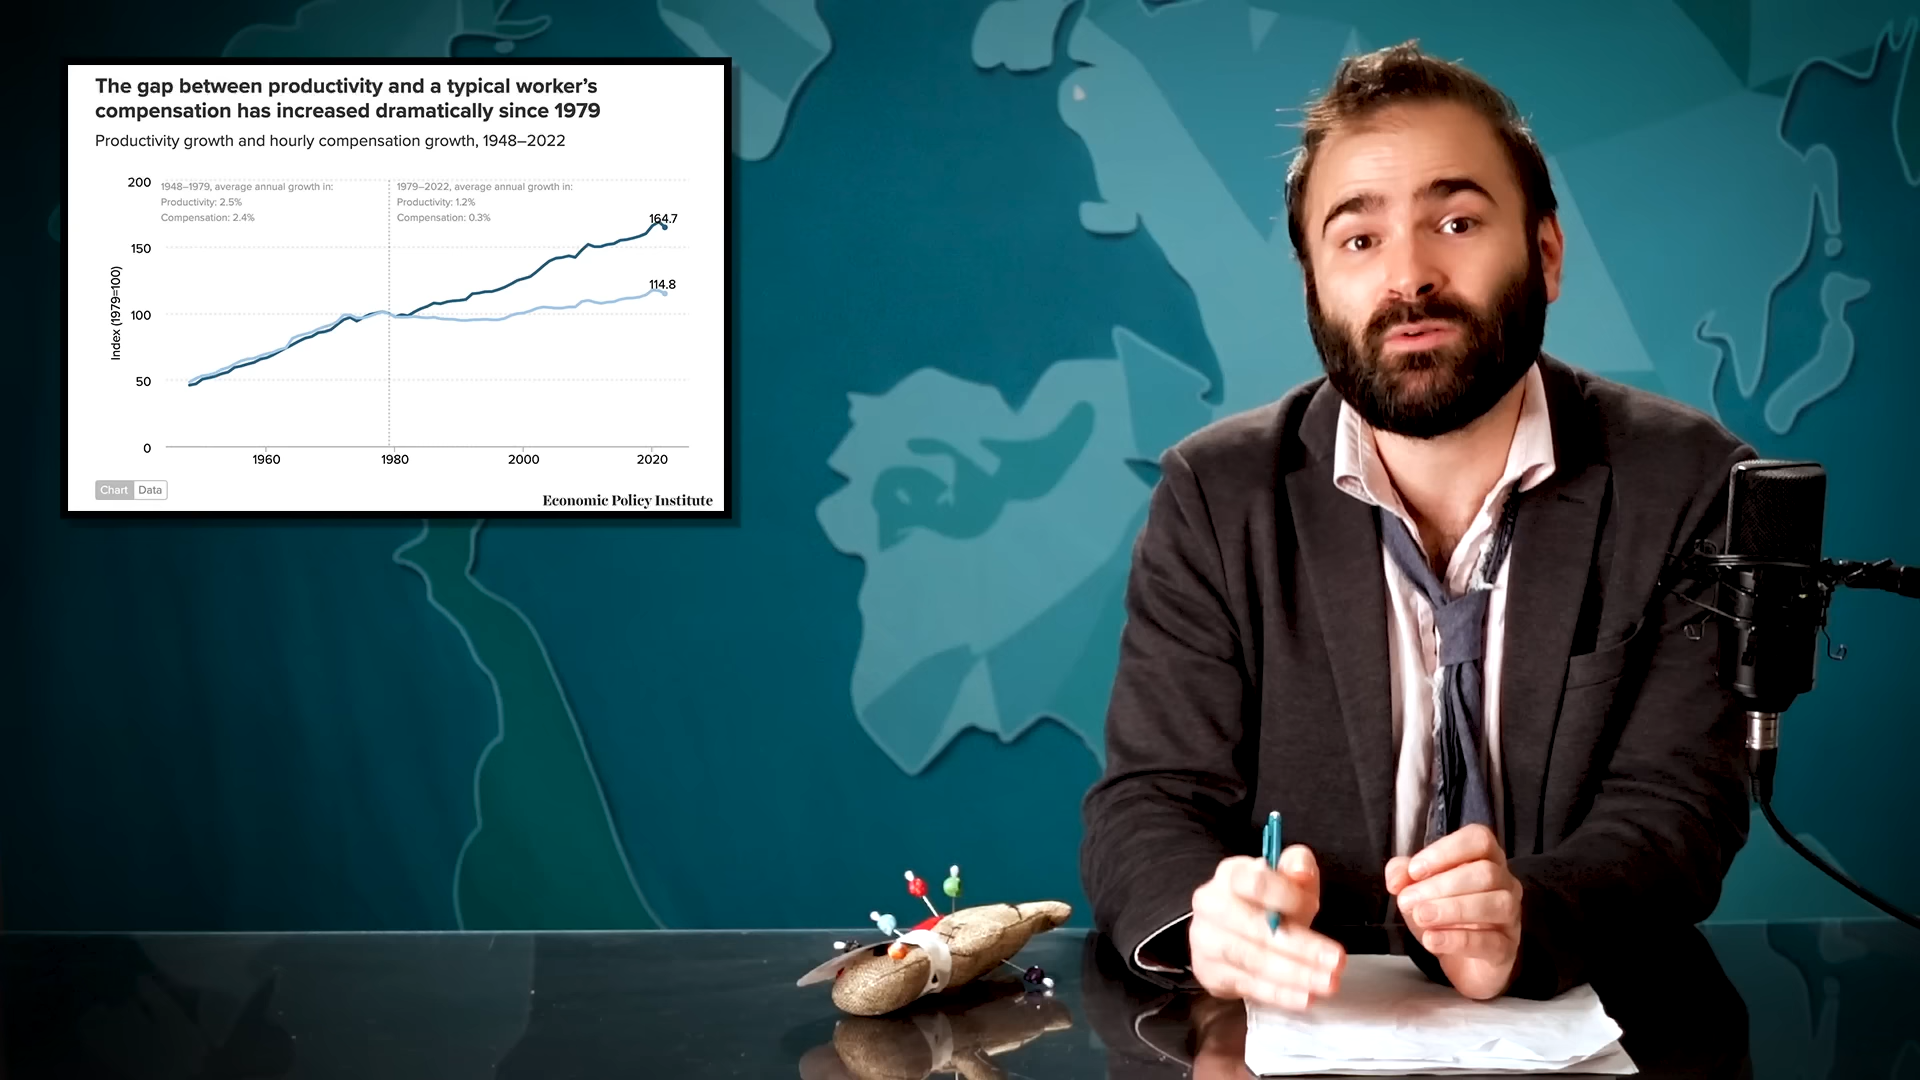 The gap between productivity and a typical worker’s
compensation has increased dramatically since 1979
Productivity growth and hourly compensation growth, 1948–2022
200
1948–1979, average annual growth in:
Productivity: 2.5%
Compensation: 2.4%
1979–2022, average annual growth in:
Productivity: 1.2%
Compensation: 0.3%
164.7
150
114.8
100
50
0
Index (1979=100)
1960
1980
2000
2020
Chart
Data
Economic Policy Institute